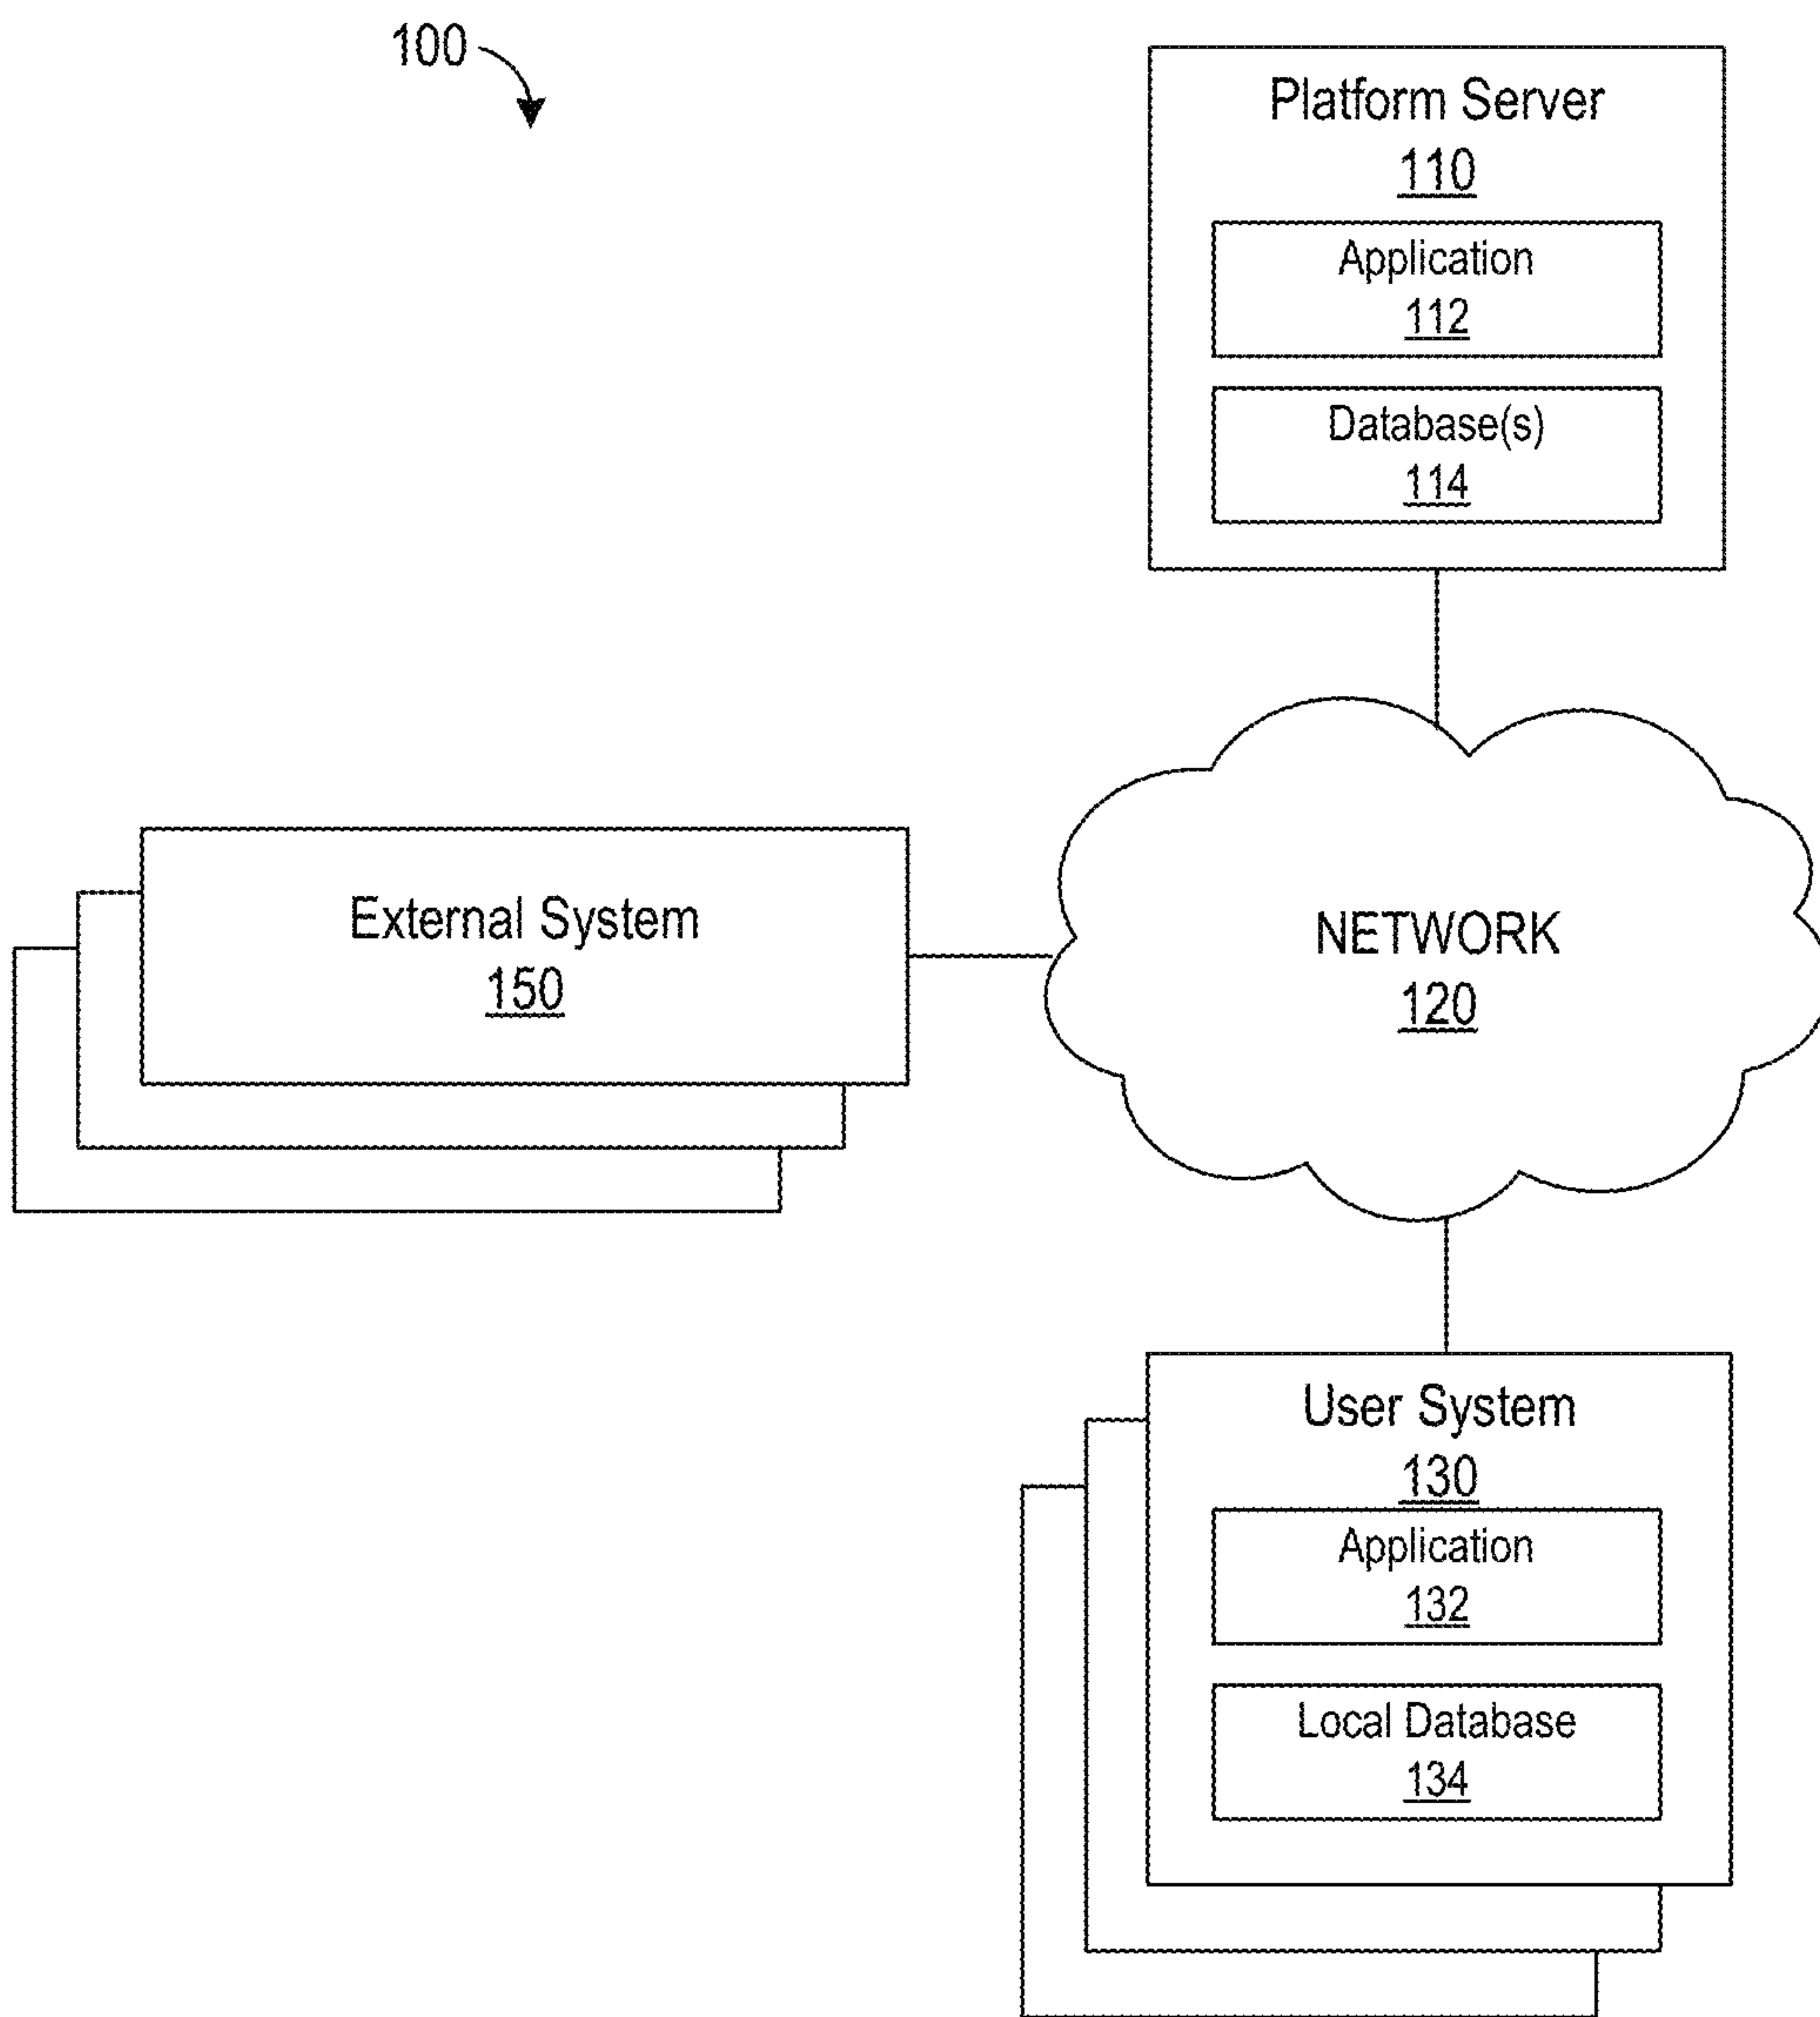 100
Platform Server
110
Application
112
Database(s)
114
External System
150
NETWORK
120
User System
130
Application
132
Local Database
134